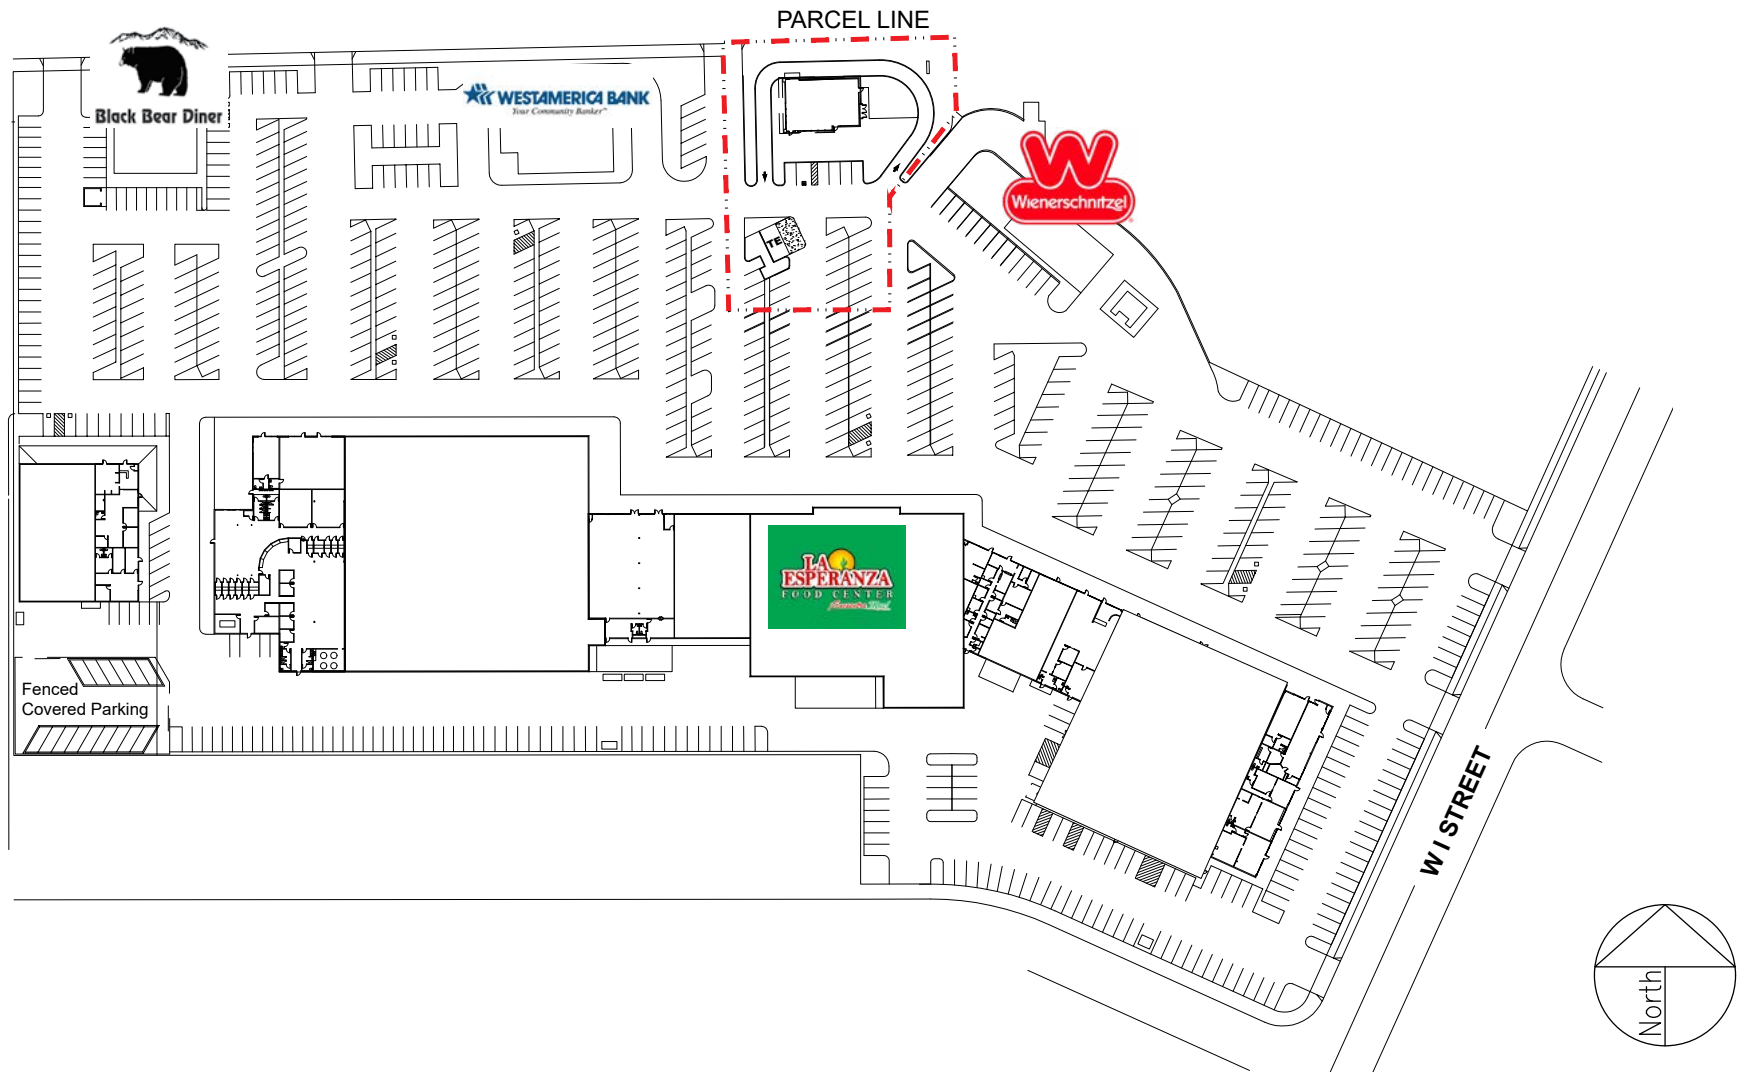 PARCEL LINE
Black Bear Diner
WESTAMERICA BANK
Your Community Banker
W
Wienerschnitzel
TE
LA
ESPERANZA
FOOD CENTER
Fenced
Covered Parking
W I STREET
North